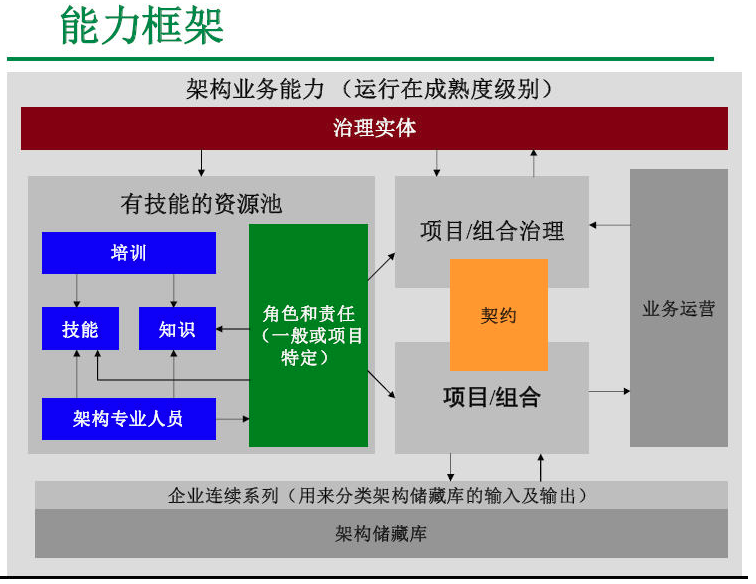 能力框架
架构业务能力（运行在成熟度级别）
治理实体
有技能的资源池
培训
技能
知识
架构专业人员
角色和责任
（一般或项目
特定）
项目/组合治理
契约
项目/组合
业务运营
企业连续系列（用来分类架构储藏库的输入及输出）
架构储藏库